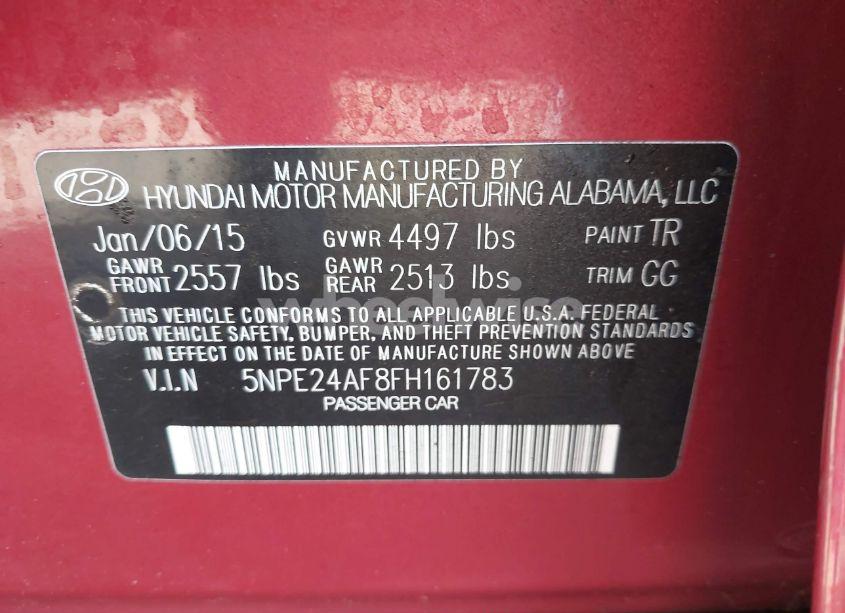 MANUFACTURED BY
HYUNDAI MOTOR MANUFACTURING ALABAMA, LLC
Jan/06/15 GVWR 4497 lbs PAINT TR
GAWR FRONT 2557 lbs GAWR REAR 2513 lbs TRIM GG
THIS VEHICLE CONFORMS TO ALL APPLICABLE U.S.A. FEDERAL
MOTOR VEHICLE SAFETY, BUMPER, AND THEFT PREVENTION STANDARDS
IN EFFECT ON THE DATE OF MANUFACTURE SHOWN ABOVE
V.I.N 5NPE24AF8FH161783
PASSENGER CAR